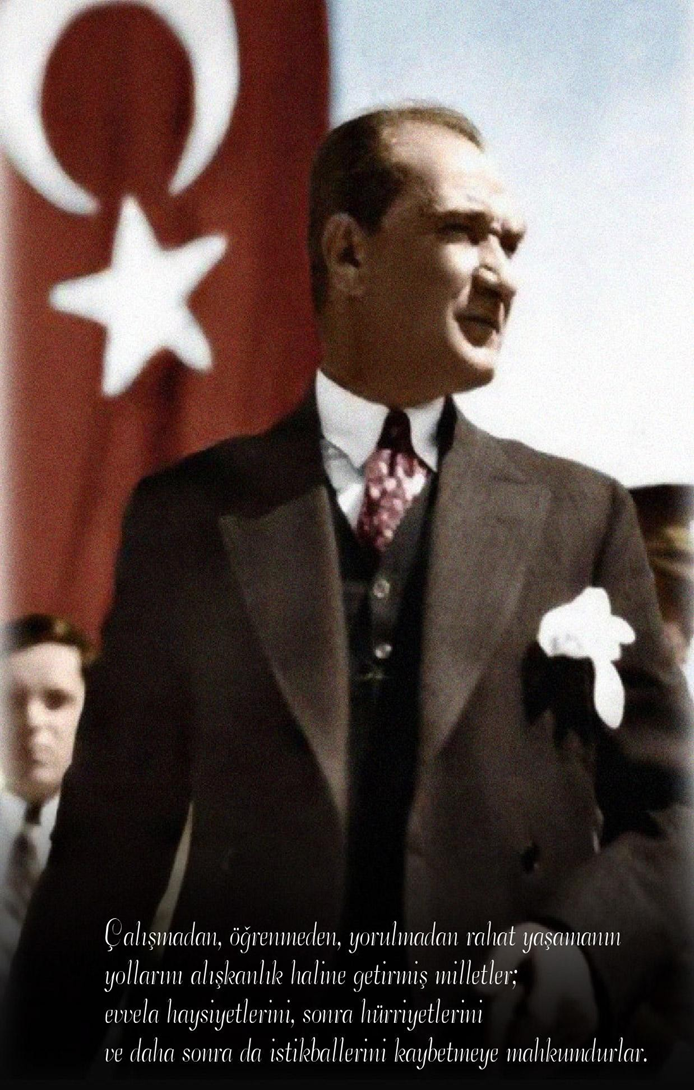 Çalışmadan, öğrenmeden, yorulmadan rahat yaşamanın
yollarını alışkanlık haline getirmiş milletler;
evvela haysiyetlerini, sonra hürriyetlerini
ve daha sonra da istikballerini kaybetmeye mahkumdurlar.